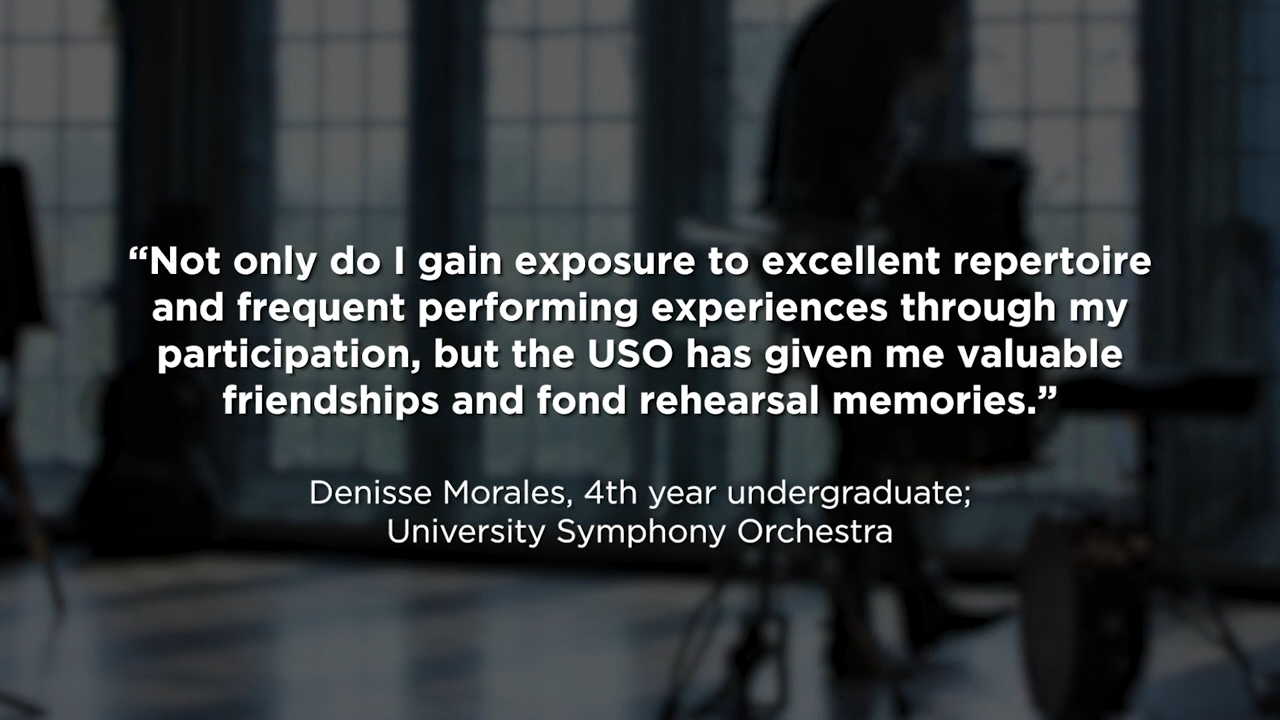 “Not only do I gain exposure to excellent repertoire
and frequent performing experiences through my
participation, but the USO has given me valuable
friendships and fond rehearsal memories.”
Denisse Morales, 4th year undergraduate;
University Symphony Orchestra